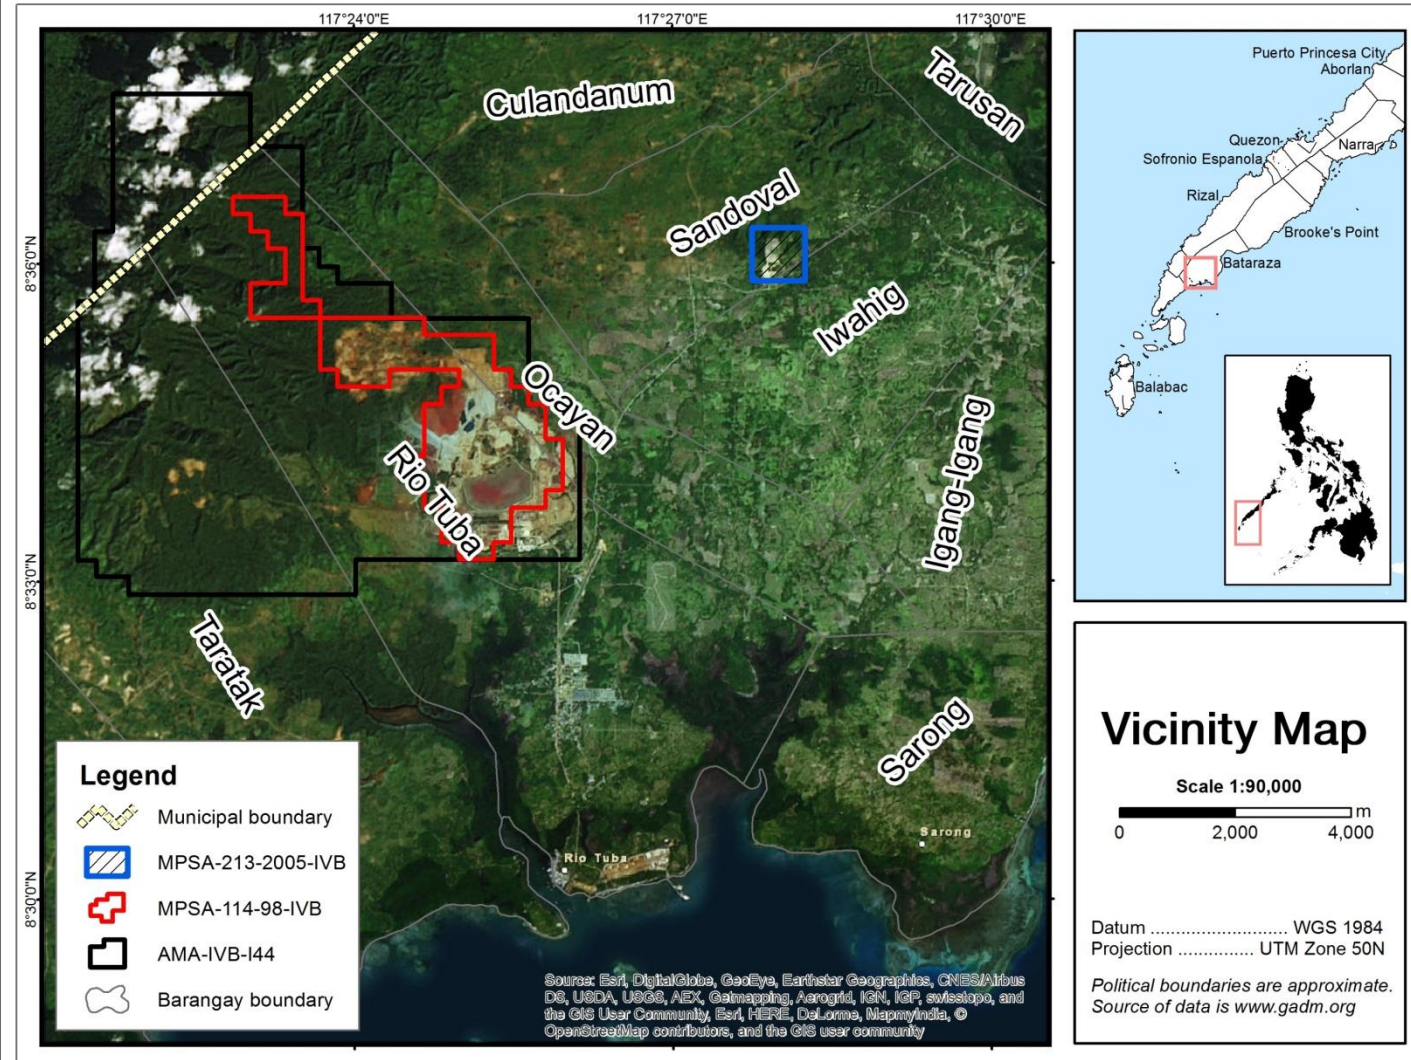 117°24'0"E
117°27'0"E
117°30'0"E
8°36'0"N
8°33'0"N
8°30'0"N
Culandanum
Tarusan
Sandoval
Iwahig
Ocayan
Igang-Igang
Rio Tuba
Taratak
Sarong
Sarong
Rio Tuba
Legend
Municipal boundary
MPSA-213-2005-IVB
MPSA-114-98-IVB
AMA-IVB-I44
Barangay boundary
Source: Esri, DigitalGlobe, GeoEye, Earthstar Geographics, CNES/Airbus
DS, USDA, USGS, AEX, Getmapping, Aerogrid, IGN, IGP, swisstopo, and
the GIS User Community, Esri, HERE, DeLorme, MapmyIndia, ©
OpenStreetMap contributors, and the GIS user community
Puerto Princesa City
Aborlan
Quezon
Narra
Sofronio Espanola
Rizal
Brooke's Point
Bataraza
Balabac
Vicinity Map
Scale 1:90,000
m
0 2,000 4,000
Datum .......................... WGS 1984
Projection ............... UTM Zone 50N
Political boundaries are approximate.
Source of data is www.gadm.org